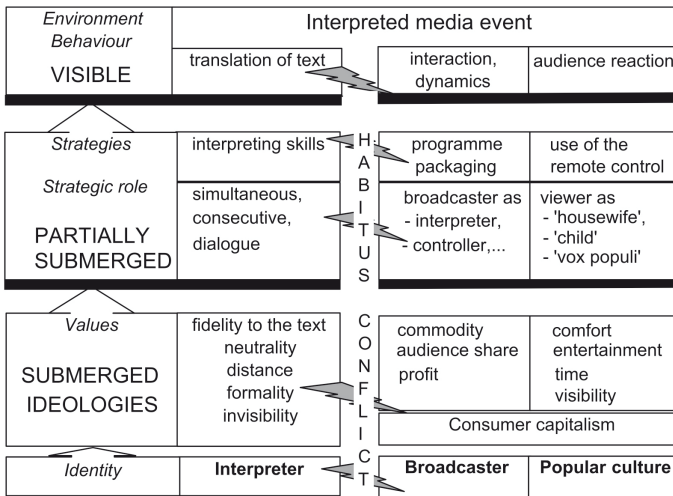 Environment
Behaviour
VISIBLE
Interpreted media event
translation of text
interaction,
dynamics
audience reaction
Strategies
interpreting skills
programme
packaging
use of the
remote control
Strategic role
PARTIALLY
SUBMERGED
simultaneous,
consecutive,
dialogue
HABITUS
broadcaster as
- interpreter,
- controller,...
viewer as
- 'housewife',
- 'child'
- 'vox populi'
Values
SUBMERGED
IDEOLOGIES
fidelity to the text
neutrality
distance
formality
invisibility
CONFLICT
commodity
audience share
profit
comfort
entertainment
time
visibility
Consumer capitalism
Identity
Interpreter
Broadcaster
Popular culture